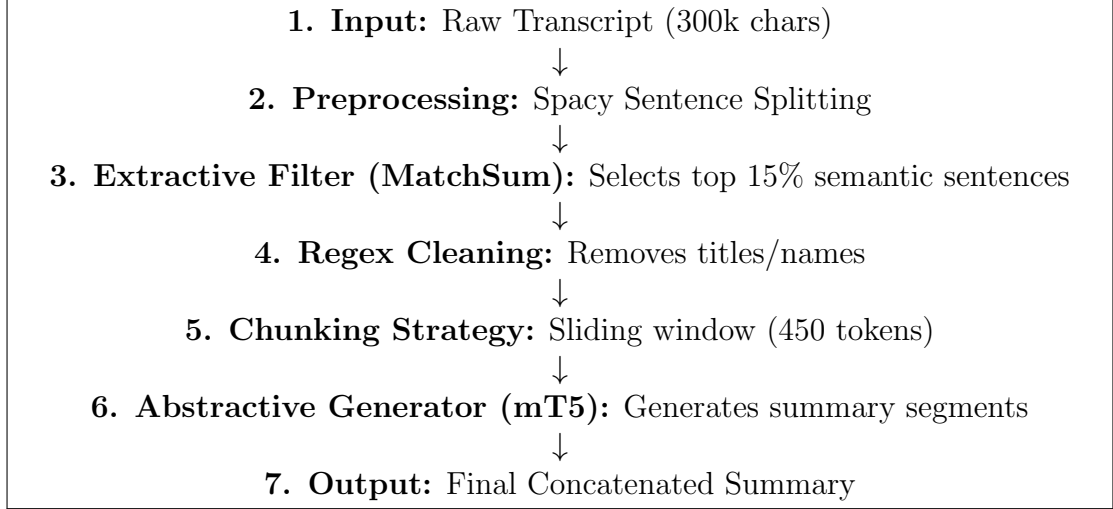 1. Input: Raw Transcript (300k chars)
↓
2. Preprocessing: Spacy Sentence Splitting
↓
3. Extractive Filter (MatchSum): Selects top 15% semantic sentences
↓
4. Regex Cleaning: Removes titles/names
↓
5. Chunking Strategy: Sliding window (450 tokens)
↓
6. Abstractive Generator (mT5): Generates summary segments
↓
7. Output: Final Concatenated Summary